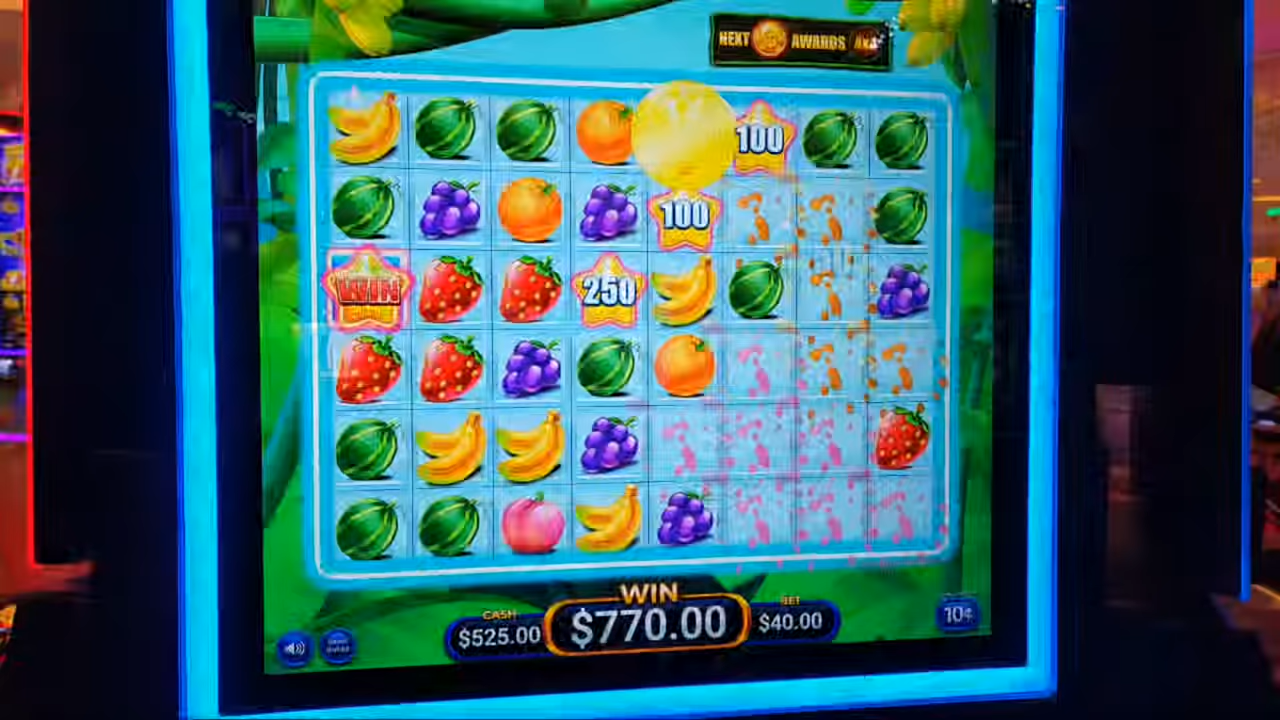 NEXT AWARDS
100
100
WIN
250
WIN
CASH
BET
$525.00
$770.00
$40.00
10¢